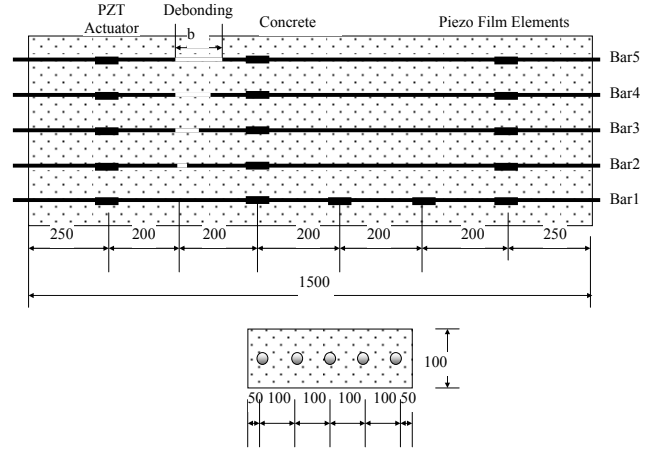 PZT Actuator
Debonding
b
Concrete
Piezo Film Elements
Bar5
Bar4
Bar3
Bar2
Bar1
250 200 200 200 200 200 250
1500
100
50 100 100 100 100 50